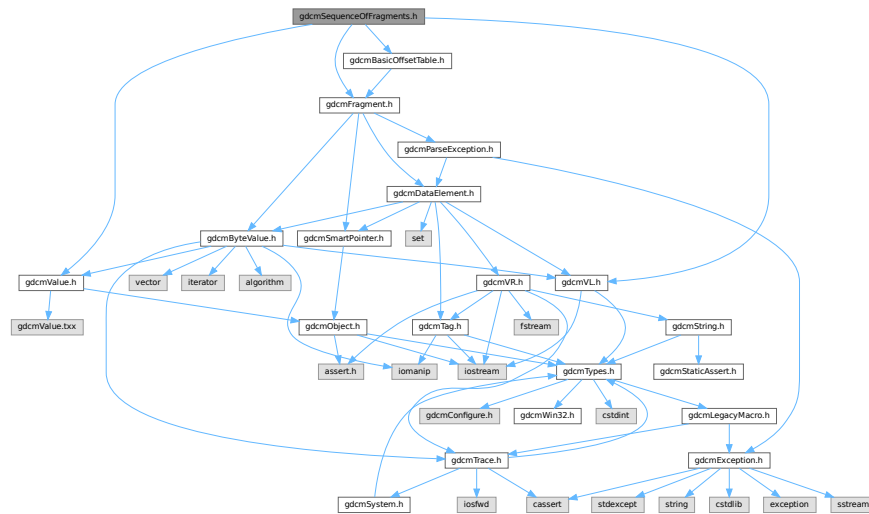 gdcmSequenceOfFragments.h
gdcmBasicOffsetTable.h
gdcmFragment.h
gdcmParseException.h
gdcmDataElement.h
gdcmByteValue.h
gdcmSmartPointer.h
set
gdcmValue.h
vector
iterator
algorithm
gdcmVR.h
gdcmVL.h
gdcmValue.txx
gdcmObject.h
gdcmTag.h
fstream
gdcmString.h
assert.h
iomanip
iostream
gdcmTypes.h
gdcmStaticAssert.h
gdcmConfigure.h
gdcmWin32.h
cstdint
gdcmLegacyMacro.h
gdcmTrace.h
gdcmException.h
gdcmSystem.h
iosfwd
cassert
stdexcept
string
cstdlib
exception
sstream